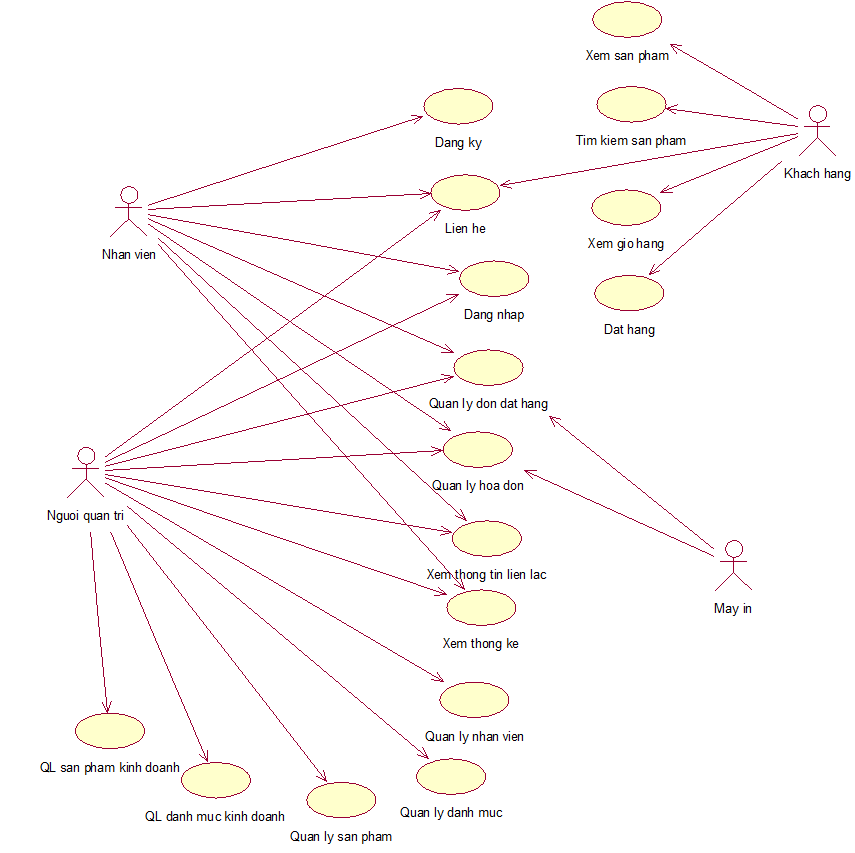 Xem san pham
Dang ky
Tim kiem san pham
Khach hang
Lien he
Xem gio hang
Nhan vien
Dang nhap
Dat hang
Quan ly don dat hang
Quan ly hoa don
Nguoi quan tri
Xem thong tin lien lac
May in
Xem thong ke
Quan ly nhan vien
QL san pham kinh doanh
Quan ly danh muc
QL danh muc kinh doanh
Quan ly san pham